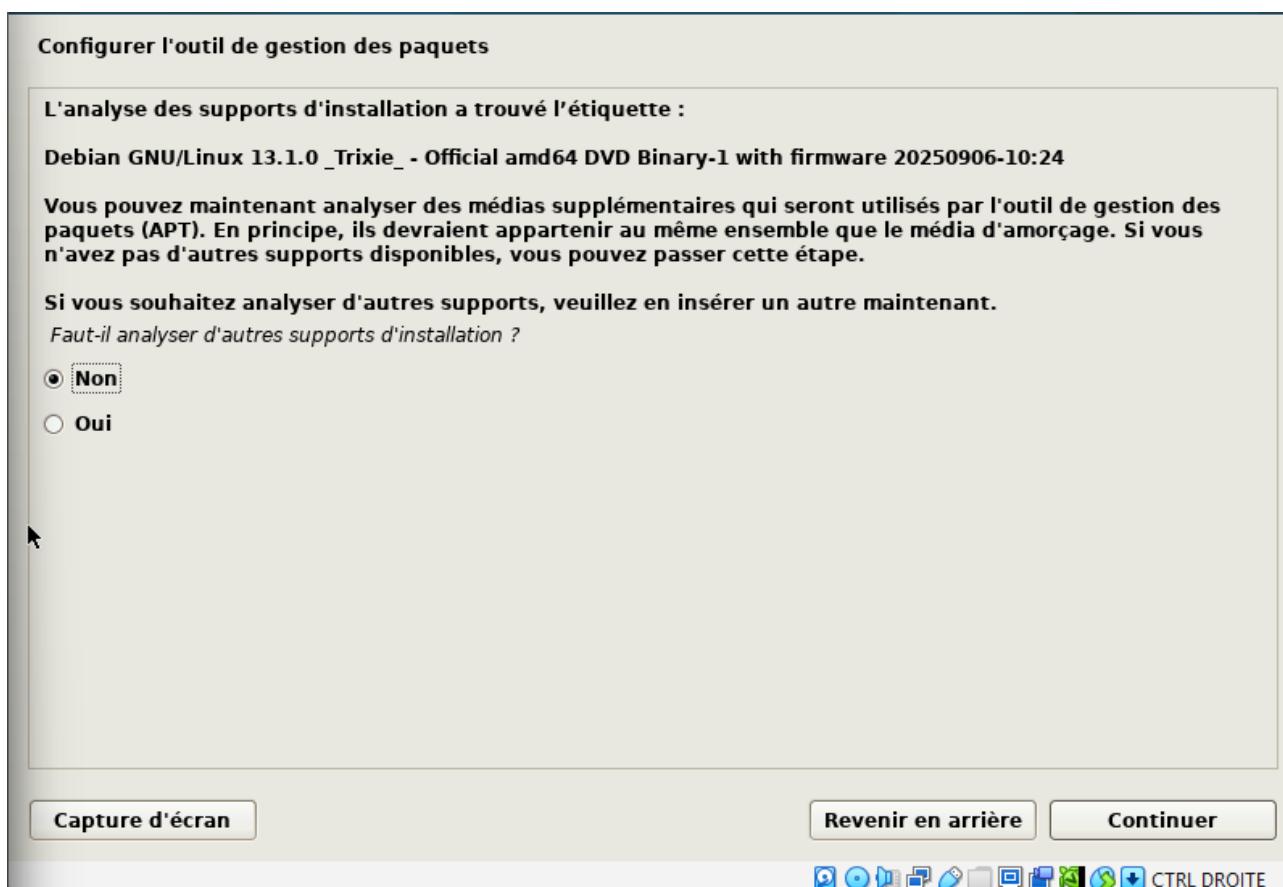 Configurer l'outil de gestion des paquets
L'analyse des supports d'installation a trouvé l’étiquette :
Debian GNU/Linux 13.1.0 _Trixie_ - Official amd64 DVD Binary-1 with firmware 20250906-10:24
Vous pouvez maintenant analyser des médias supplémentaires qui seront utilisés par l'outil de gestion des
paquets (APT). En principe, ils devraient appartenir au même ensemble que le média d'amorçage. Si vous
n'avez pas d'autres supports disponibles, vous pouvez passer cette étape.
Si vous souhaitez analyser d'autres supports, veuillez en insérer un autre maintenant.
Faut-il analyser d'autres supports d'installation ?
Non
Oui
Capture d'écran
Revenir en arrière
Continuer
CTRL DROITE